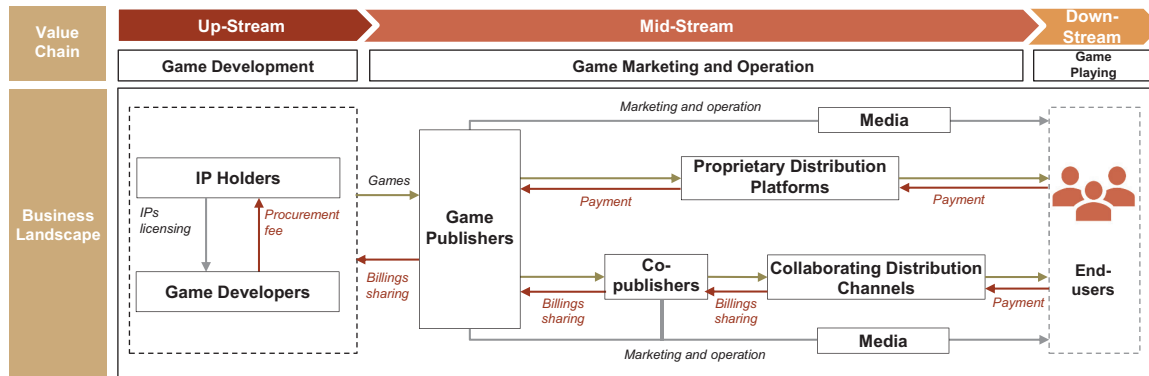 Value
Chain
Up-Stream
Mid-Stream
Down-
Stream
Game Development
Game Marketing and Operation
Game
Playing
Business
Landscape
IP Holders
IPs
licensing
Procurement
fee
Game Developers
Games
Billings
sharing
Game
Publishers
Marketing and operation
Media
Proprietary Distribution
Platforms
Payment
Payment
Co-
publishers
Billings
sharing
Billings
sharing
Collaborating Distribution
Channels
Payment
Marketing and operation
Media
End-
users